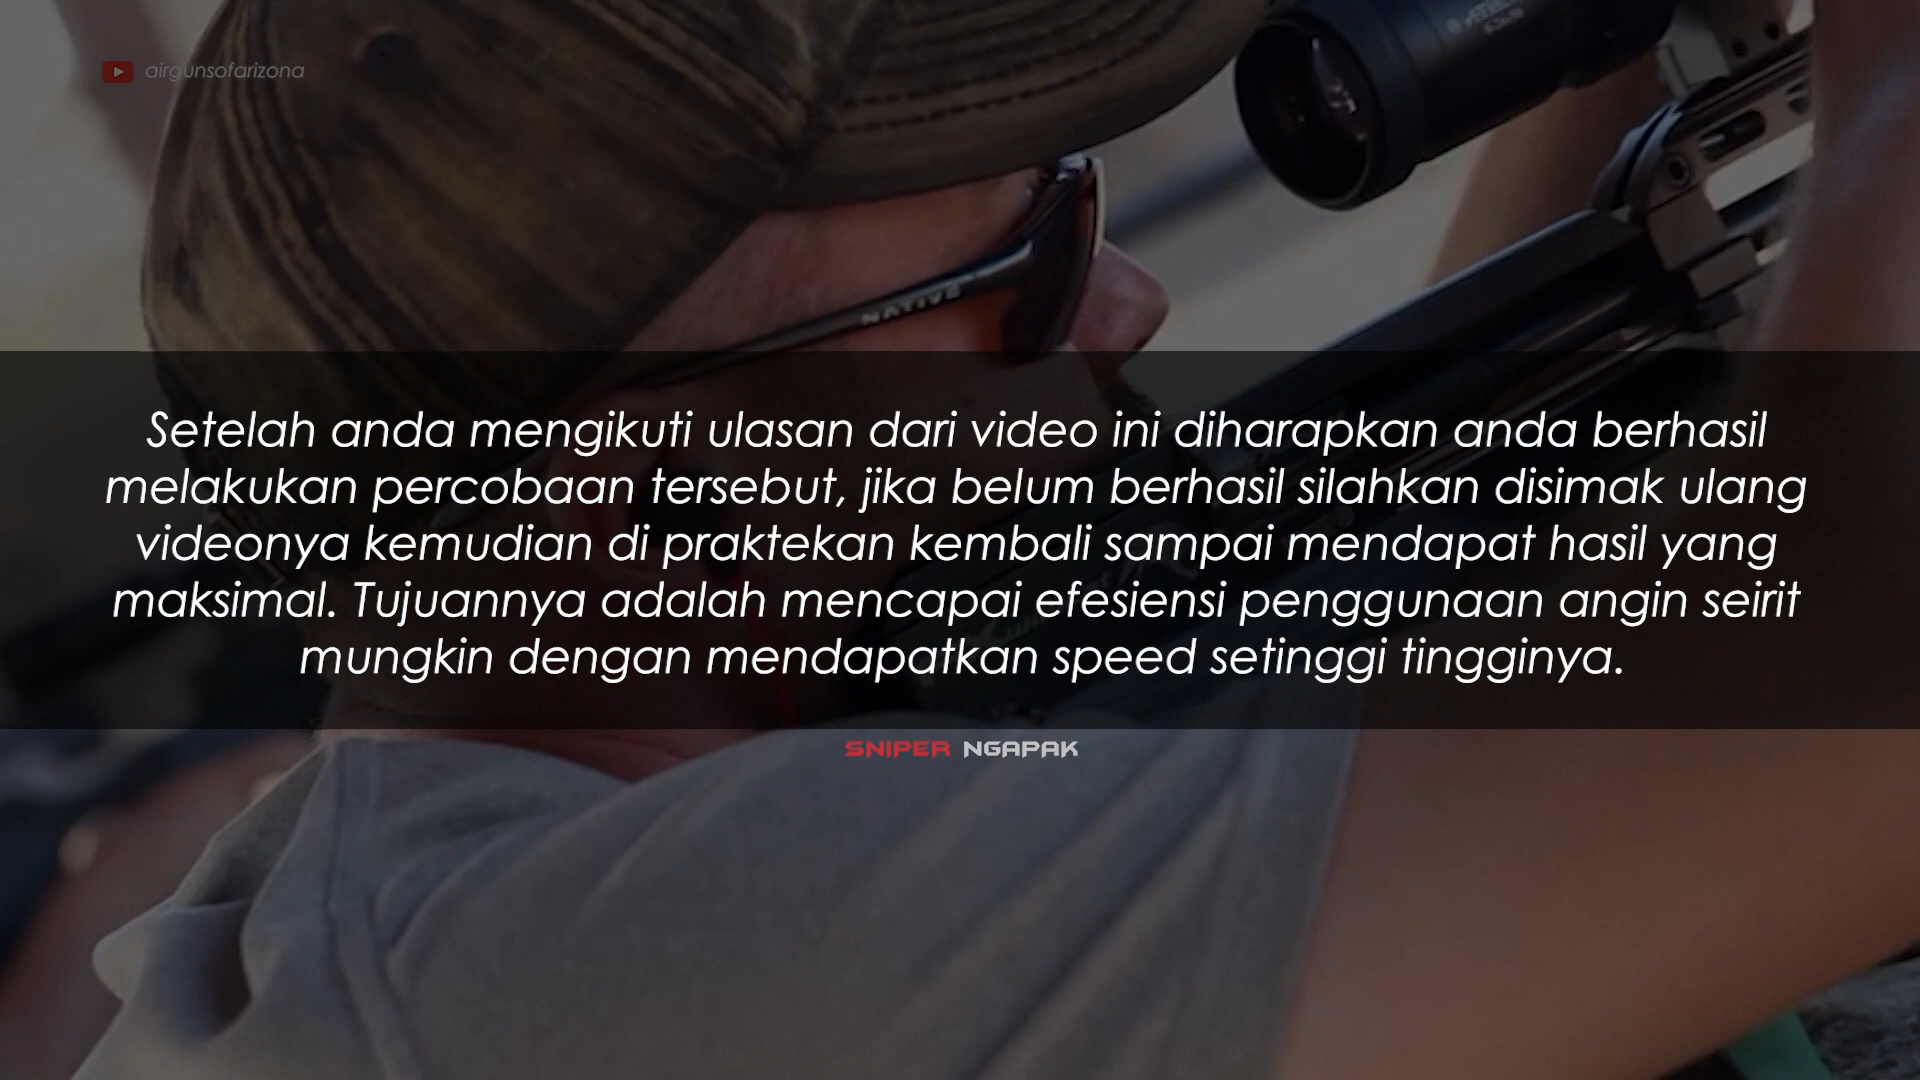 airgunsofarizona
NATIVE
Setelah anda mengikuti ulasan dari video ini diharapkan anda berhasil
melakukan percobaan tersebut, jika belum berhasil silahkan disimak ulang
videonya kemudian di praktekan kembali sampai mendapat hasil yang
maksimal. Tujuannya adalah mencapai efesiensi penggunaan angin seirit
mungkin dengan mendapatkan speed setinggi tingginya.
SNIPER NGAPAK